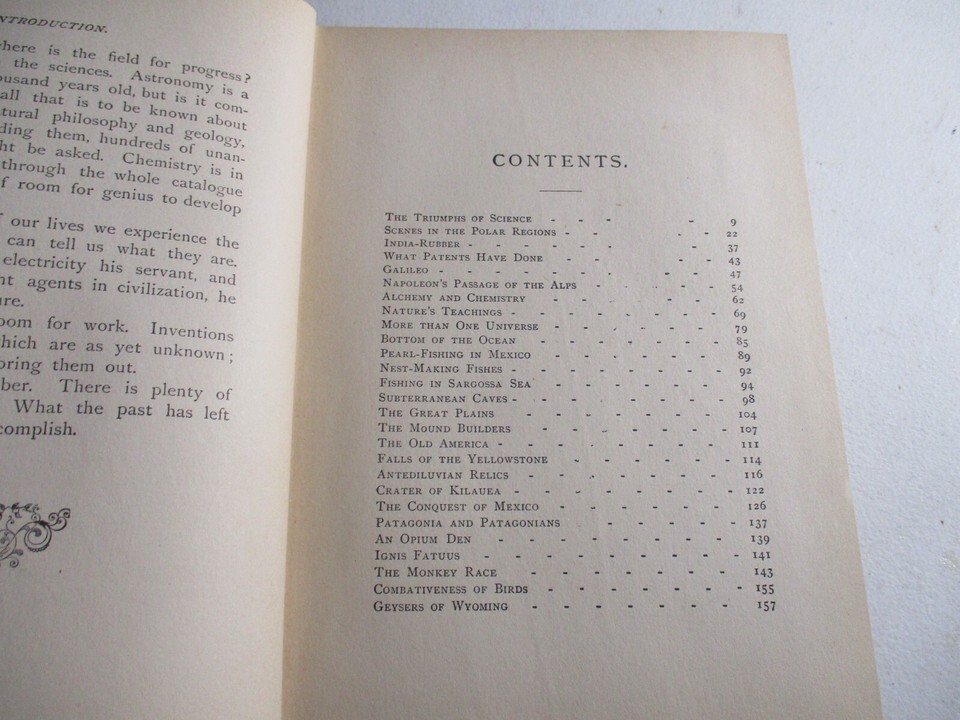 NTRODUCTION.
here is the field for progress?
the sciences. Astronomy is a
ousand years old, but is it com-
all that is to be known about
tural philosophy and geology,
ding them, hundreds of unan-
ht be asked. Chemistry is in
through the whole catalogue
f room for genius to develop
our lives we experience the
can tell us what they are.
electricity his servant, and
nt agents in civilization, he
ure.
oom for work. Inventions
hich are as yet unknown;
bring them out.
ber. There is plenty of
What the past has left
complish.
CONTENTS.
The Triumphs of Science - - - - 9
Scenes in the Polar Regions - - - - 22
India-Rubber - - - - - - - 37
What Patents Have Done - - - - - 43
Galileo - - - - - - - - 47
Napoleon's Passage of the Alps - - - - - 54
Alchemy and Chemistry - - - - - - 62
Nature's Teachings - - - - - - - 69
More than One Universe - - - - - - 79
Bottom of the Ocean - - - - - - 85
Pearl-Fishing in Mexico - - - - - - 89
Nest-Making Fishes - - - - - - - 92
Fishing in Sargossa Sea - - - - - - 94
Subterranean Caves - - - - - - - 98
The Great Plains - - - - - - - 104
The Mound Builders - - - - - - 107
The Old America - - - - - - - - 111
Falls of the Yellowstone - - - - - - 114
Antediluvian Relics - - - - - - 116
Crater of Kilauea - - - - - - - - 122
The Conquest of Mexico - - - - - - - 126
Patagonia and Patagonians - - - - - 137
An Opium Den - - - - - - - - 139
Ignis Fatuus - - - - - - - - 141
The Monkey Race - - - - - - - 143
Combativeness of Birds - - - - - - - 155
Geysers of Wyoming - - - - - - - 157